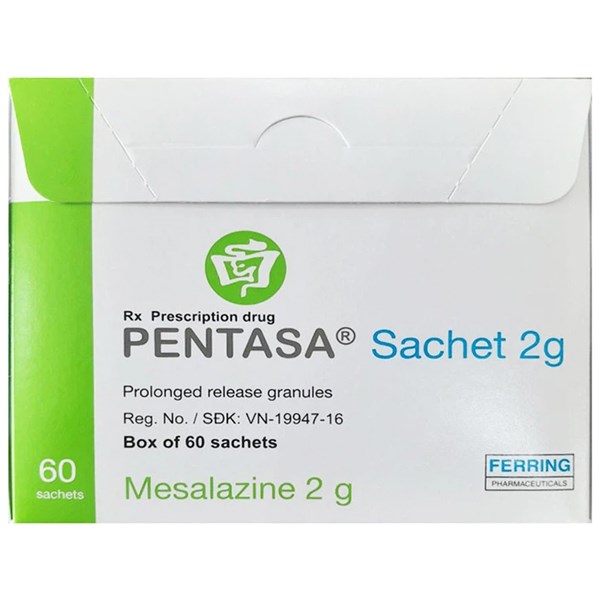 Rx Prescription drug
PENTASA® Sachet 2g
Prolonged release granules
Reg. No. / SĐK: VN-19947-16
Box of 60 sachets
60
sachets
Mesalazine 2 g
FERRING
PHARMACEUTICALS